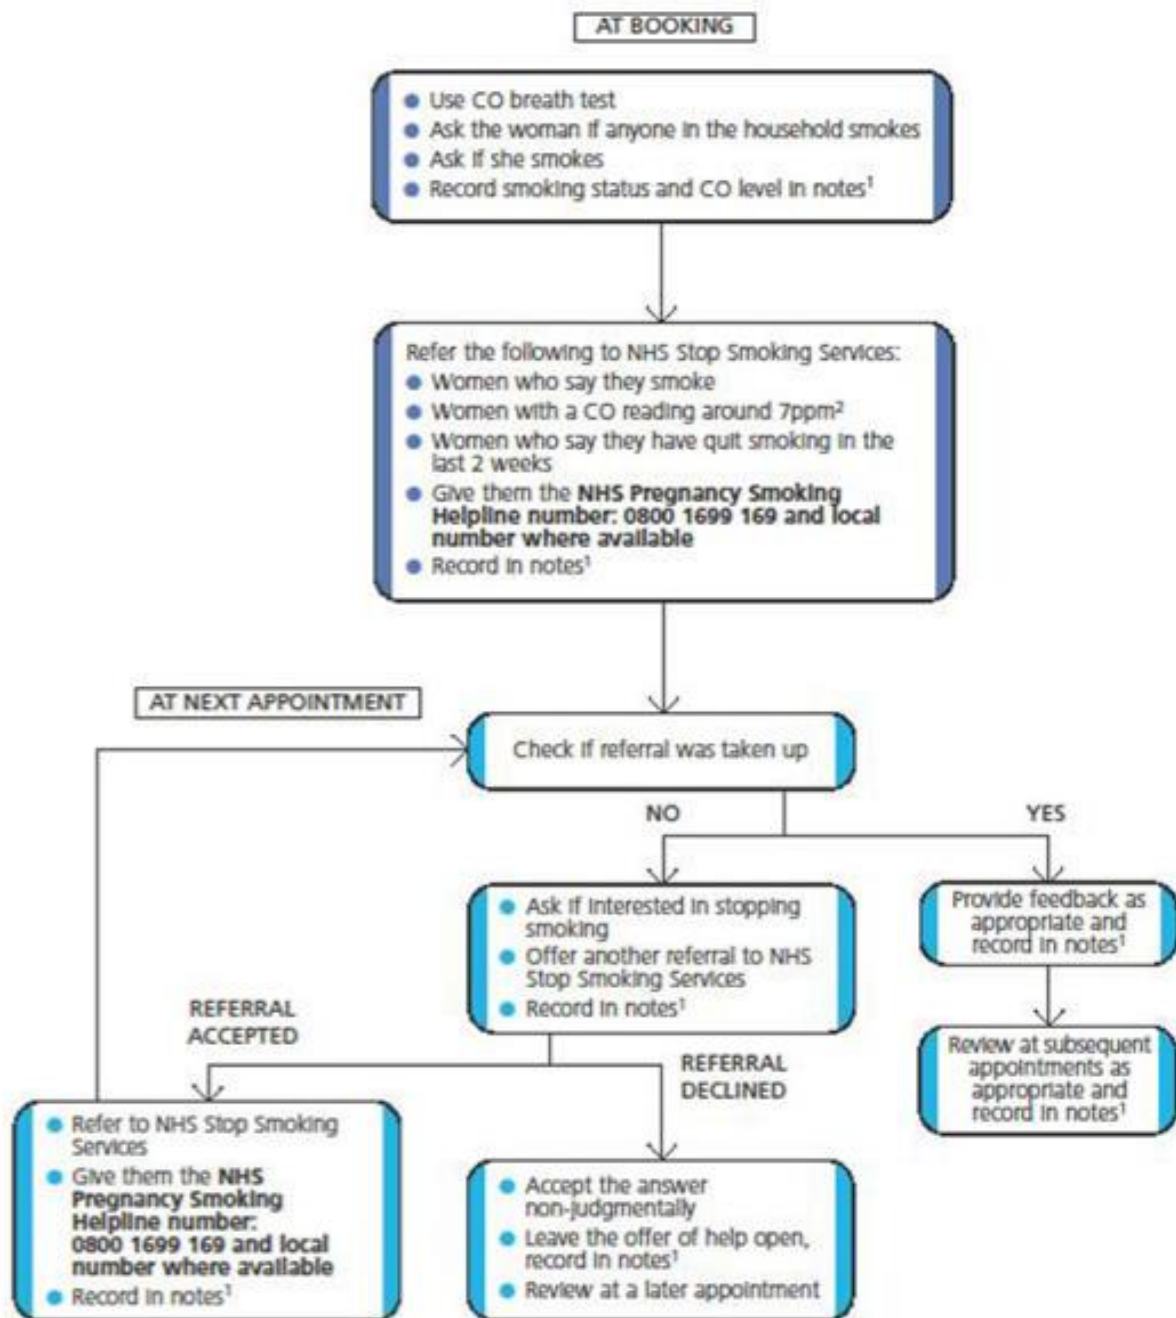 AT BOOKING
● Use CO breath test
● Ask the woman if anyone in the household smokes
● Ask if she smokes
● Record smoking status and CO level in notes¹
Refer the following to NHS Stop Smoking Services:
● Women who say they smoke
● Women with a CO reading around 7ppm²
● Women who say they have quit smoking in the
last 2 weeks
● Give them the NHS Pregnancy Smoking
Helpline number: 0800 1699 169 and local
number where available
● Record in notes¹
AT NEXT APPOINTMENT
Check if referral was taken up
NO
YES
● Ask if interested in stopping
smoking
● Offer another referral to NHS
Stop Smoking Services
● Record in notes¹
Provide feedback as
appropriate and
record in notes¹
Review at subsequent
appointments as
appropriate and
record in notes¹
REFERRAL
ACCEPTED
REFERRAL
DECLINED
● Refer to NHS Stop Smoking
Services
● Give them the NHS
Pregnancy Smoking
Helpline number:
0800 1699 169 and local
number where available
● Record in notes¹
● Accept the answer
non-judgmentally
● Leave the offer of help open,
record in notes¹
● Review at a later appointment